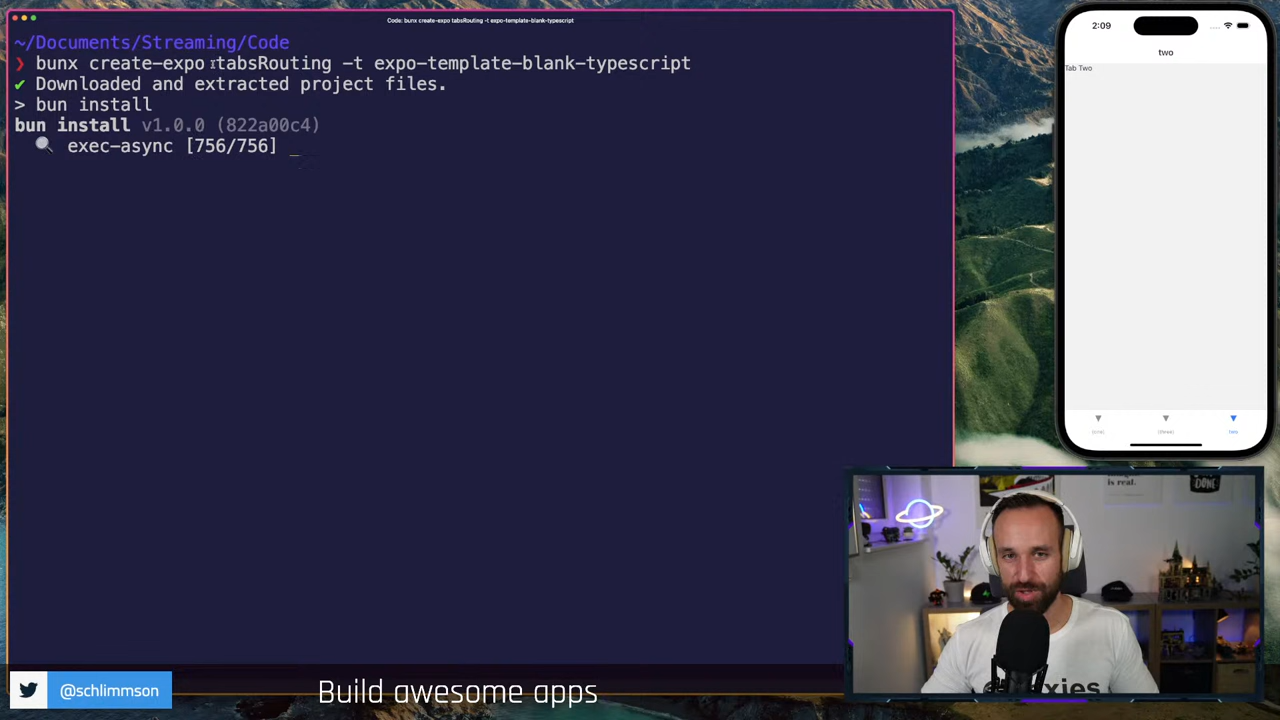 Code: bunx create-expo tabsRouting -t expo-template-blank-typescript
~/Documents/Streaming/Code
❯ bunx create-expo tabsRouting -t expo-template-blank-typescript
✔ Downloaded and extracted project files.
> bun install
bun install v1.0.0 (822a00c4)
🔍 exec-async [756/756] _
2:09
two
Tab Two
two
is real.
DONE
@schlimmson
Build awesome apps